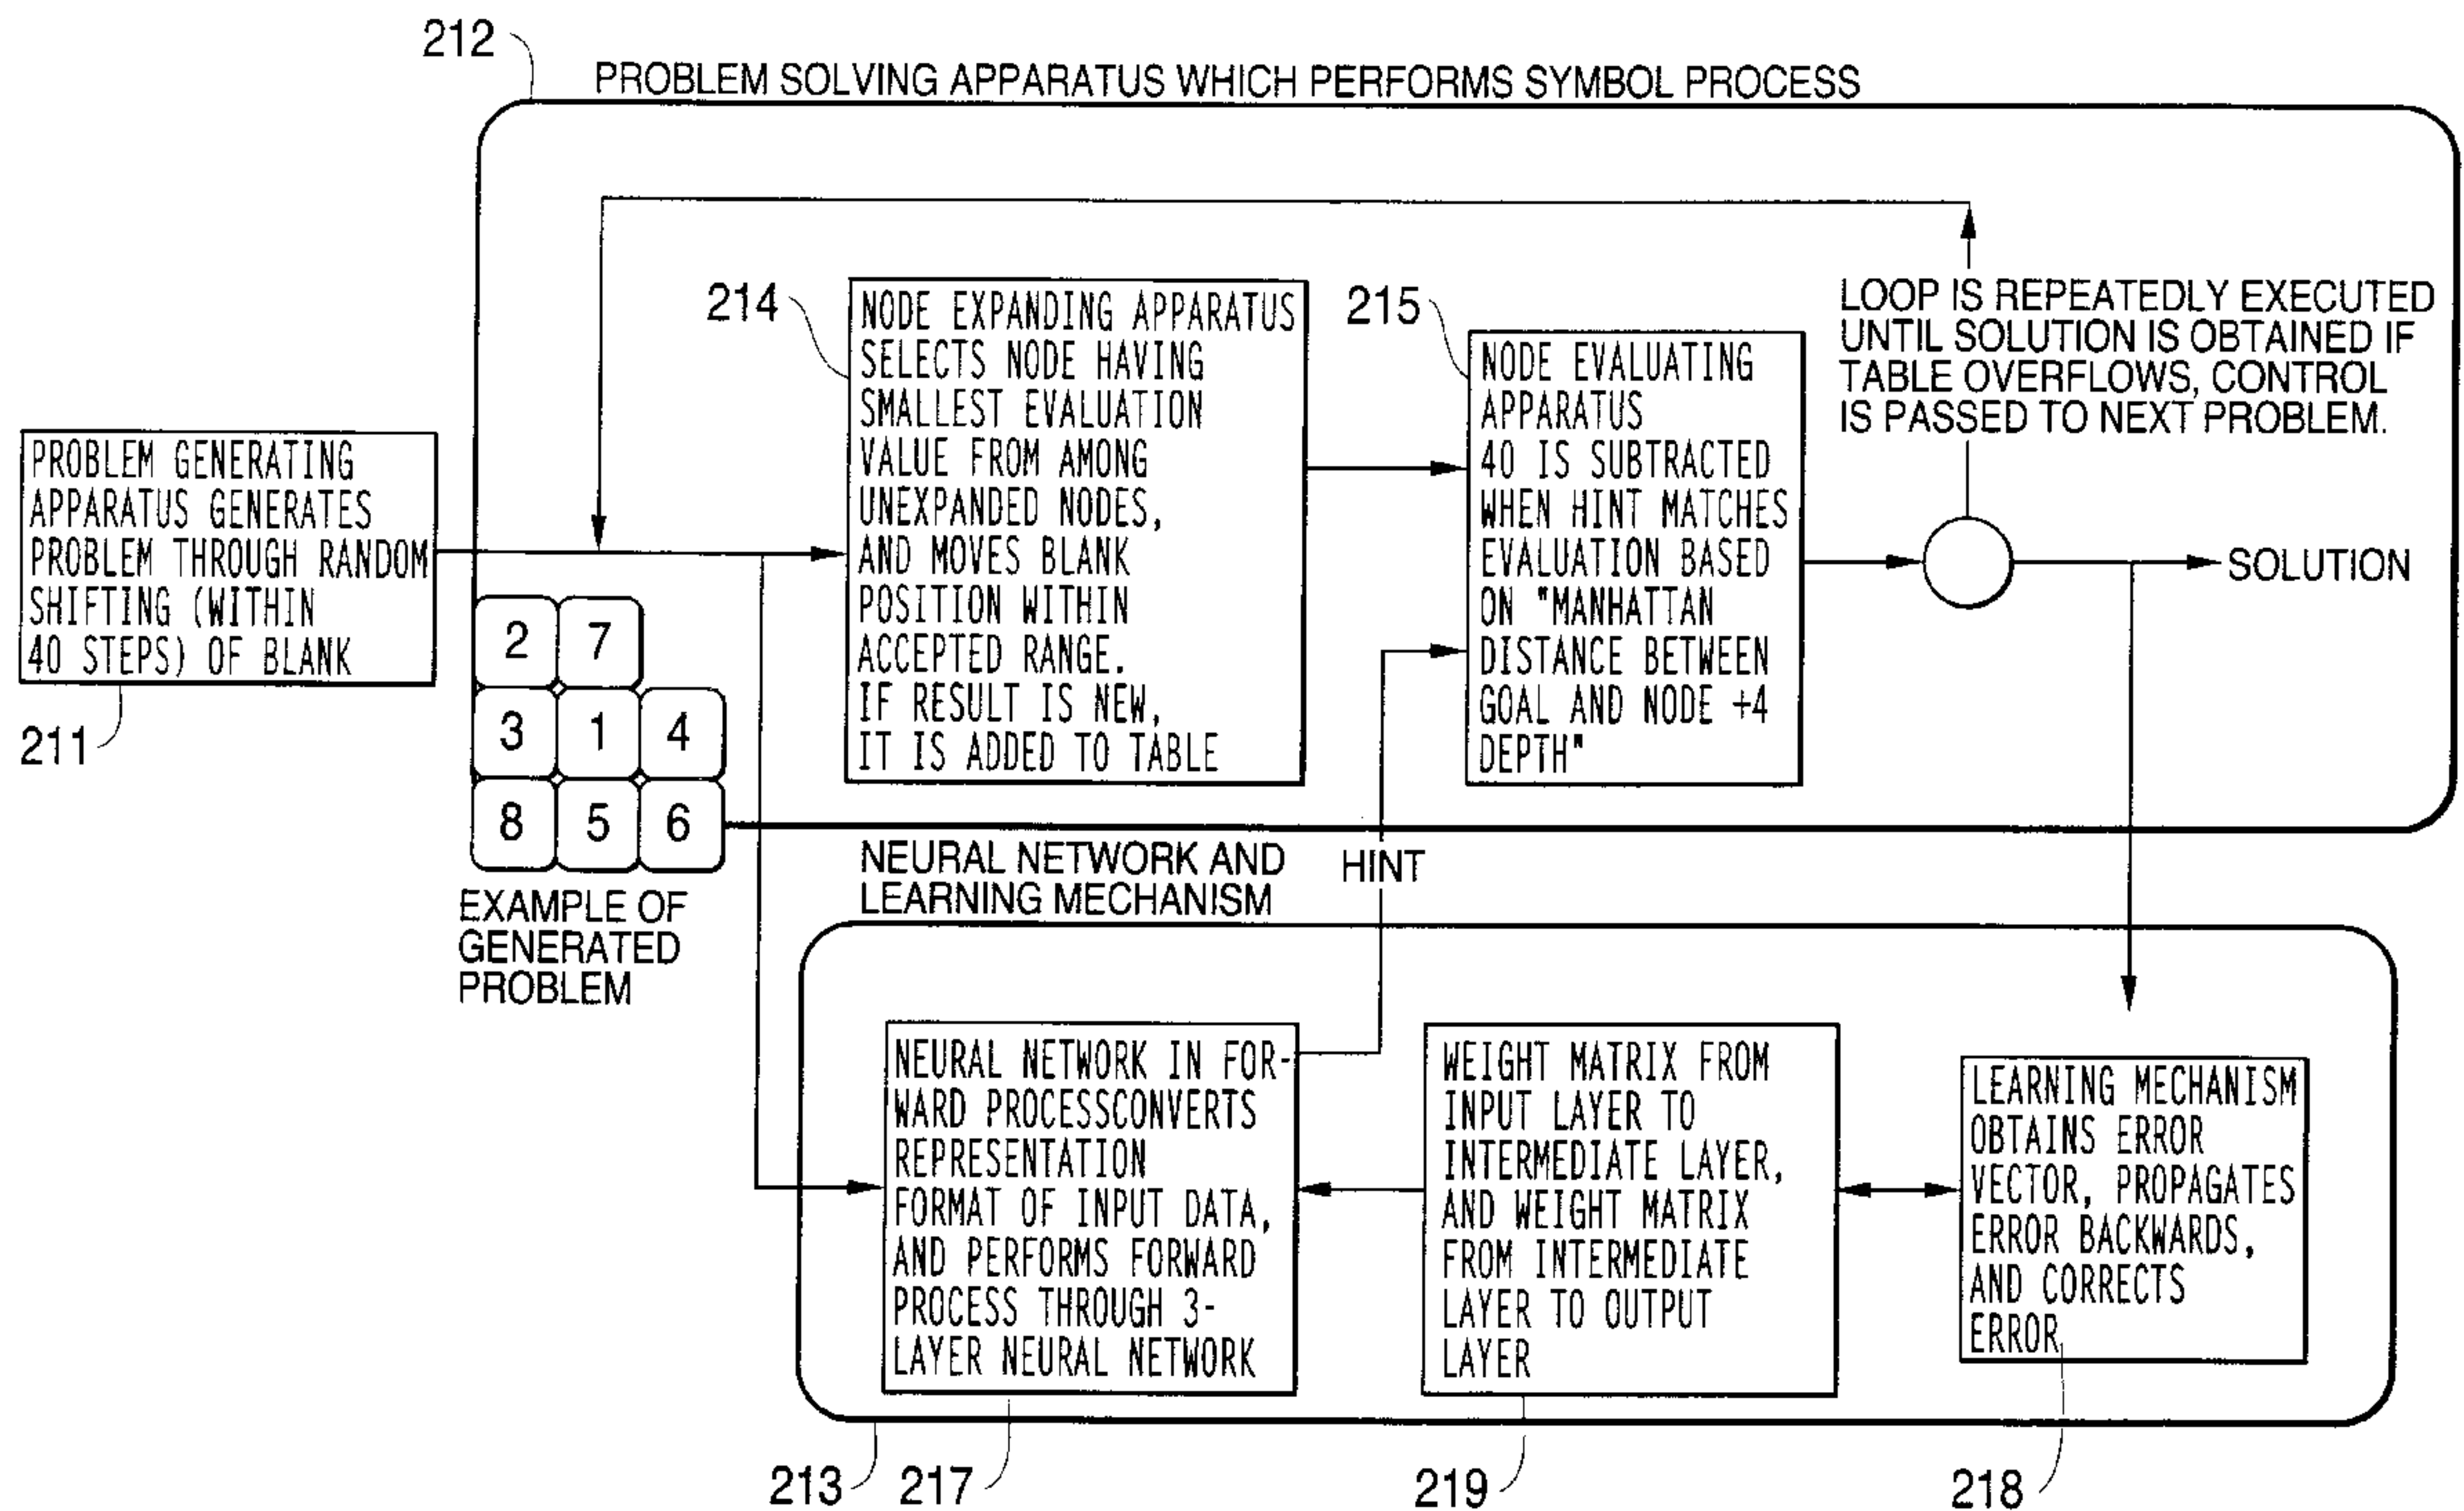 212
PROBLEM SOLVING APPARATUS WHICH PERFORMS SYMBOL PROCESS
214
NODE EXPANDING APPARATUS
SELECTS NODE HAVING
SMALLEST EVALUATION
VALUE FROM AMONG
UNEXPANDED NODES,
AND MOVES BLANK
POSITION WITHIN
ACCEPTED RANGE.
IF RESULT IS NEW,
IT IS ADDED TO TABLE
215
NODE EVALUATING
APPARATUS
40 IS SUBTRACTED
WHEN HINT MATCHES
EVALUATION BASED
ON "MANHATTAN
DISTANCE BETWEEN
GOAL AND NODE +4
DEPTH"
LOOP IS REPEATEDLY EXECUTED
UNTIL SOLUTION IS OBTAINED IF
TABLE OVERFLOWS, CONTROL
IS PASSED TO NEXT PROBLEM.
SOLUTION
PROBLEM GENERATING
APPARATUS GENERATES
PROBLEM THROUGH RANDOM
SHIFTING (WITHIN
40 STEPS) OF BLANK
211
2 7
3 1 4
8 5 6
EXAMPLE OF
GENERATED
PROBLEM
NEURAL NETWORK AND
LEARNING MECHANISM
HINT
NEURAL NETWORK IN FOR-
WARD PROCESSCONVERTS
REPRESENTATION
FORMAT OF INPUT DATA,
AND PERFORMS FORWARD
PROCESS THROUGH 3-
LAYER NEURAL NETWORK
WEIGHT MATRIX FROM
INPUT LAYER TO
INTERMEDIATE LAYER,
AND WEIGHT MATRIX
FROM INTERMEDIATE
LAYER TO OUTPUT
LAYER
LEARNING MECHANISM
OBTAINS ERROR
VECTOR, PROPAGATES
ERROR BACKWARDS,
AND CORRECTS
ERROR
213
217
219
218